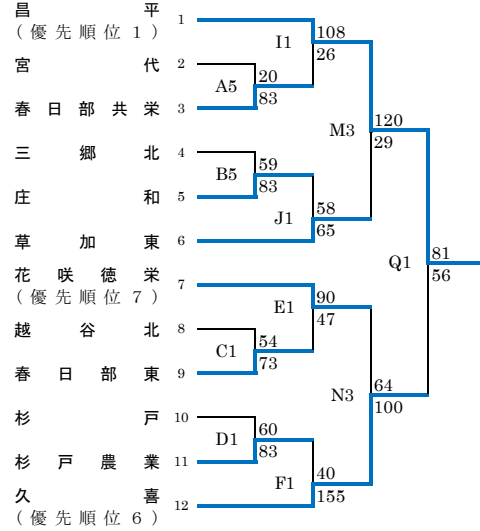 昌平 1
(優先順位1)
I1 108
26
宮代 2
A5 20
83
春日部共栄 3
M3 120
29
三郷北 4
B5 59
83
庄和 5
J1 58
65
草加東 6
Q1 81
56
花咲徳栄 7
(優先順位7)
E1 90
47
越谷北 8
C1 54
73
春日部東 9
N3 64
100
杉戸 10
D1 60
83
杉戸農業 11
F1 40
155
久喜 12
(優先順位6)